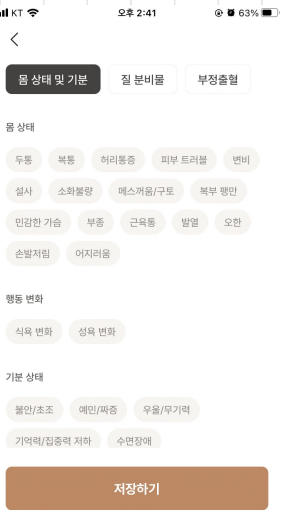 KT 오후 2:41 63%
몸 상태 및 기분 질 분비물 부정출혈
몸 상태
두통 복통 허리통증 피부 트러블 변비
설사 소화불량 메스꺼움/구토 복부 팽만
민감한 가슴 부종 근육통 발열 오한
손발저림 어지러움
행동 변화
식욕 변화 성욕 변화
기분 상태
불안/초조 예민/짜증 우울/무기력
기억력/집중력 저하 수면장애
저장하기